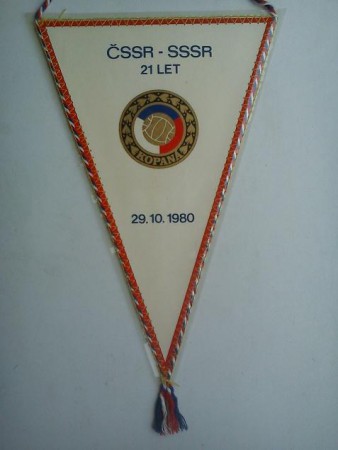 ČSSR - SSSR
21 LET
KOPANÁ
29.10.1980